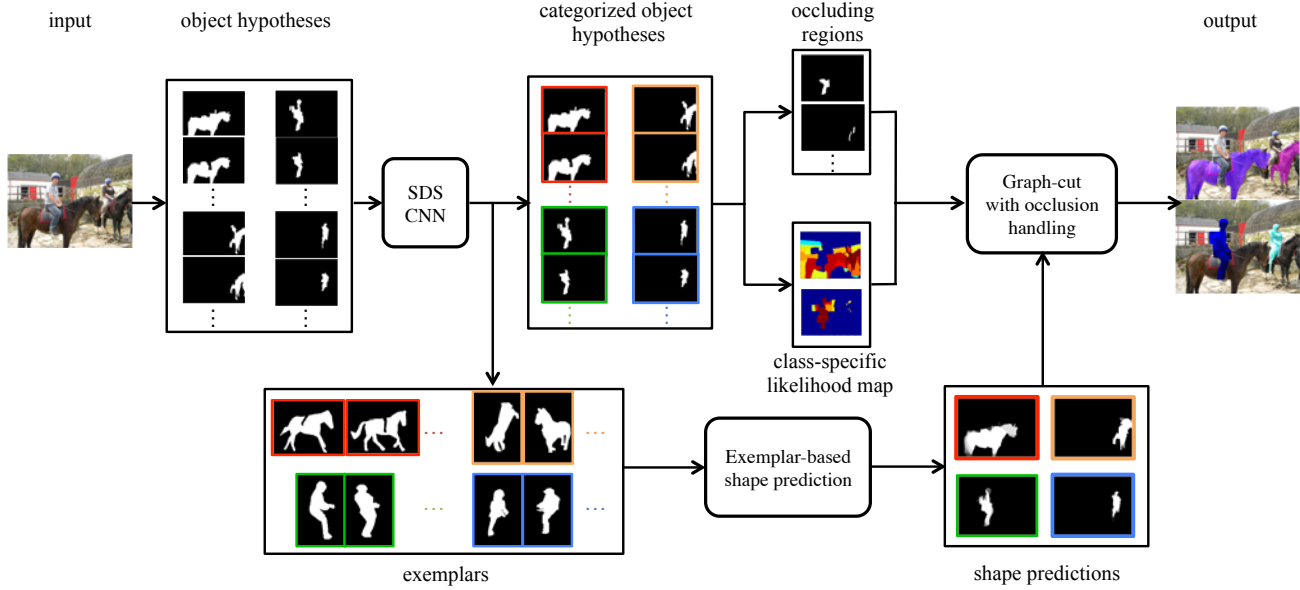 input
object hypotheses
categorized object
hypotheses
occluding
regions
output
SDS
CNN
Graph-cut
with occlusion
handling
class-specific
likelihood map
Exemplar-based
shape prediction
exemplars
shape predictions